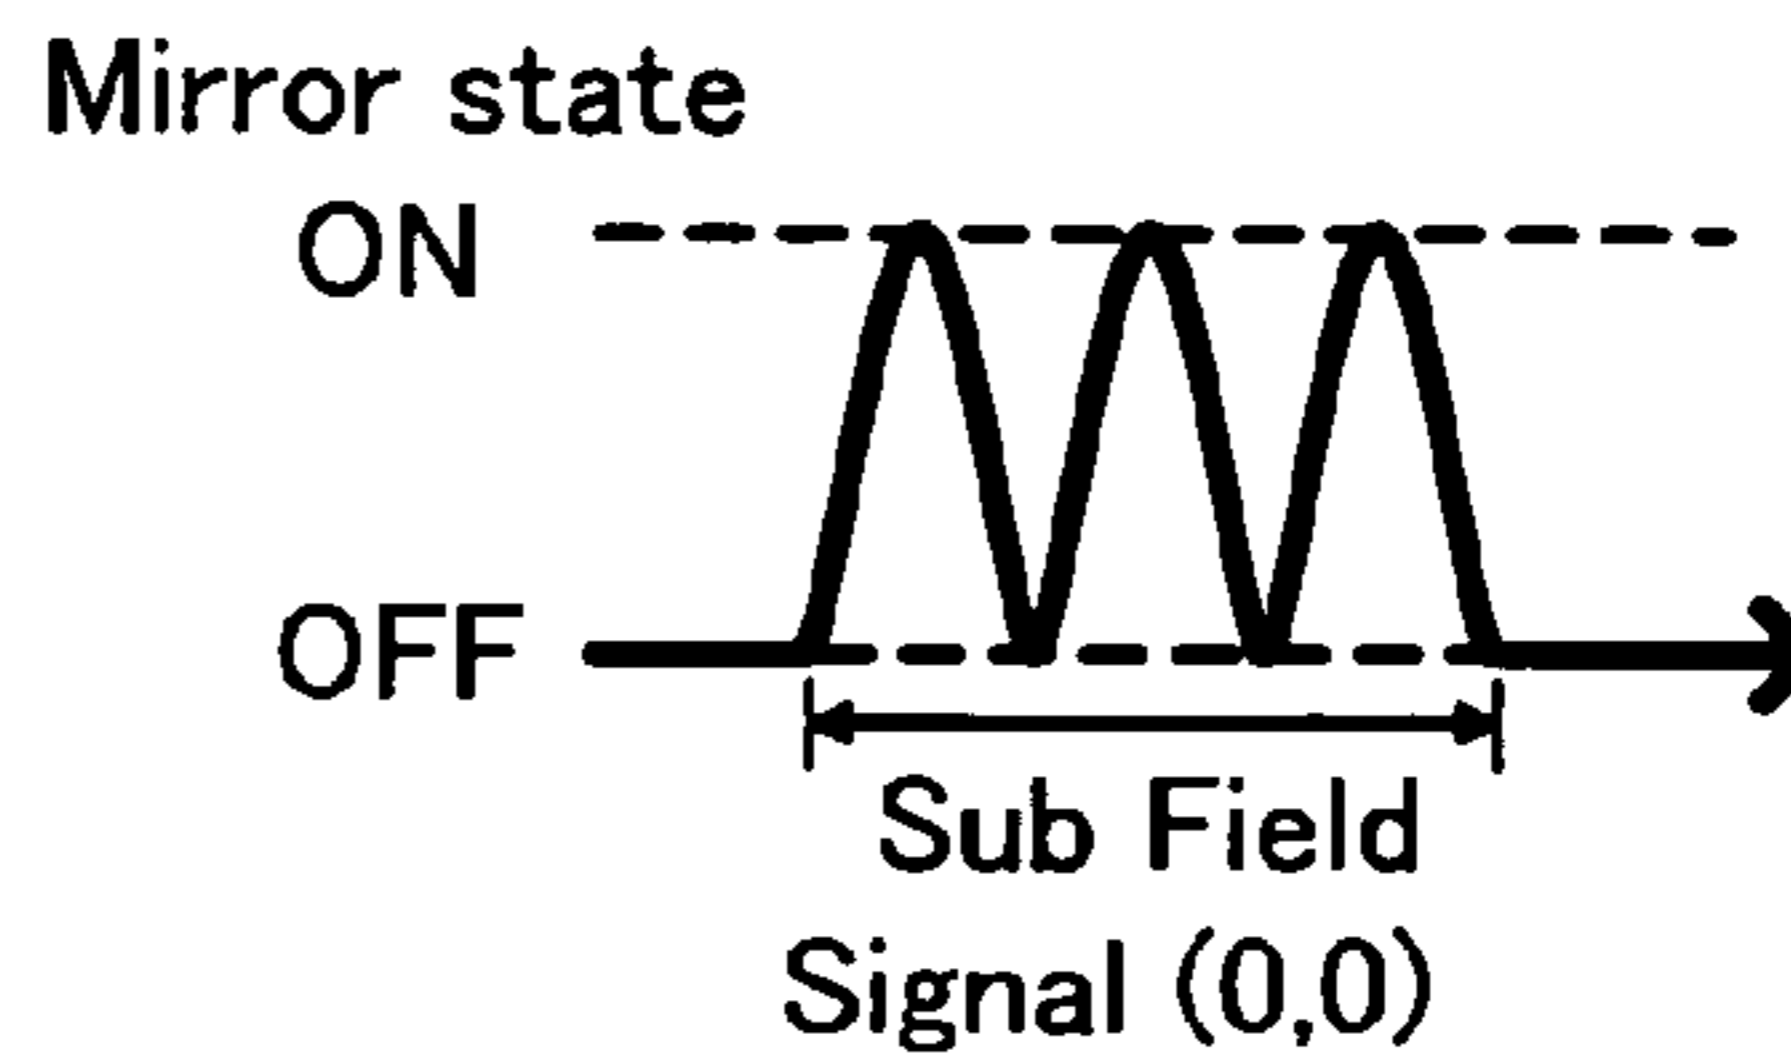 Mirror state
ON
OFF
Sub Field
Signal (0,0)